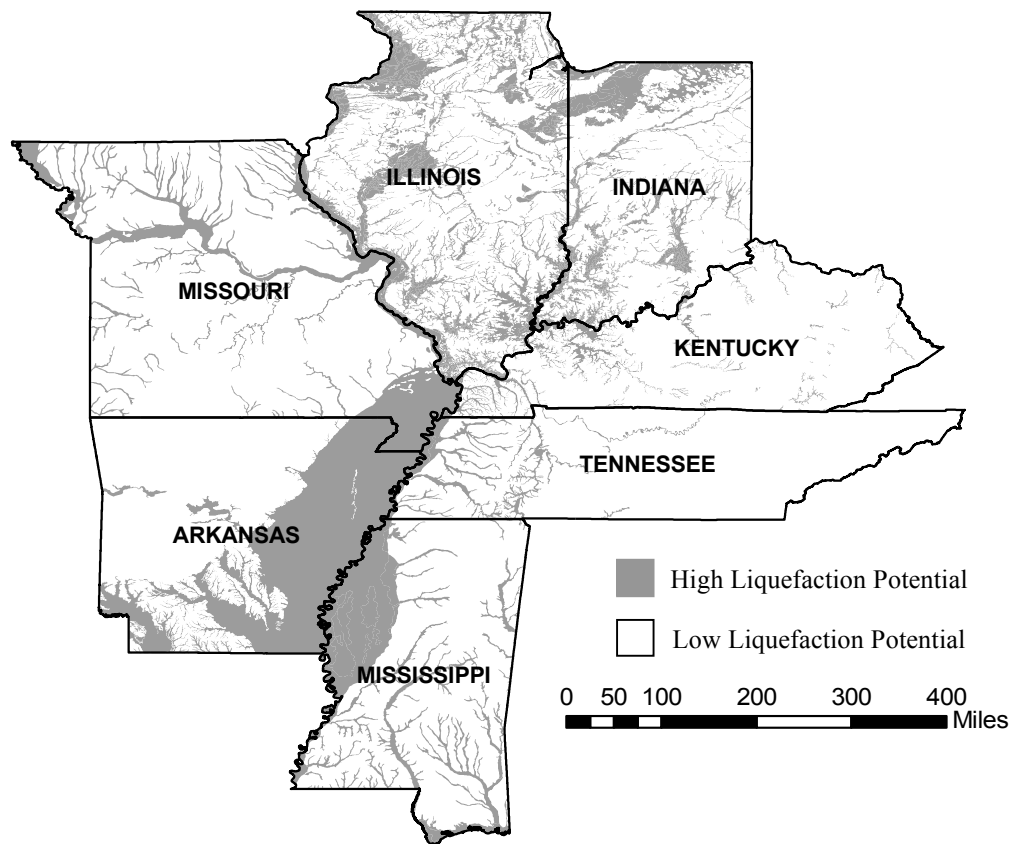 ILLINOIS
INDIANA
MISSOURI
KENTUCKY
TENNESSEE
ARKANSAS
High Liquefaction Potential
Low Liquefaction Potential
MISSISSIPPI
0 50 100 200 300 400
Miles